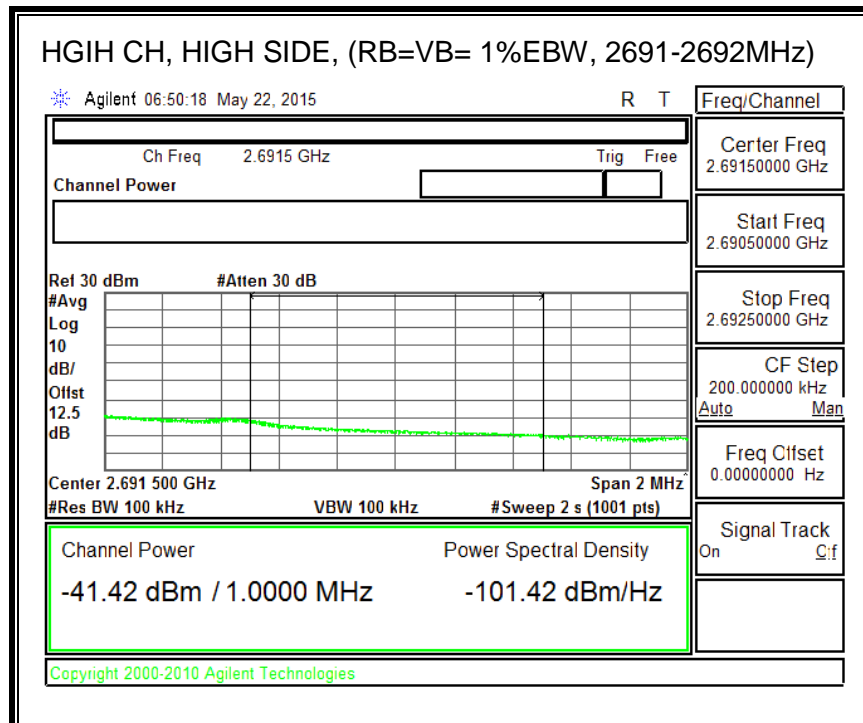 HGIH CH, HIGH SIDE, (RB=VB= 1%EBW, 2691-2692MHz)
Agilent 06:50:18 May 22, 2015 R T
Freq/Channel
Ch Freq 2.6915 GHz Trig Free
Channel Power
Center Freq
2.69150000 GHz
Start Freq
2.69050000 GHz
Stop Freq
2.69250000 GHz
CF Step
200.000000 kHz
Auto Man
Freq Offset
0.00000000 Hz
Signal Track
On Off
Ref 30 dBm #Atten 30 dB
#Avg
Log
10
dB/
Offst
12.5
dB
Center 2.691 500 GHz Span 2 MHz
#Res BW 100 kHz VBW 100 kHz #Sweep 2 s (1001 pts)
Channel Power Power Spectral Density
-41.42 dBm / 1.0000 MHz -101.42 dBm/Hz
Copyright 2000-2010 Agilent Technologies